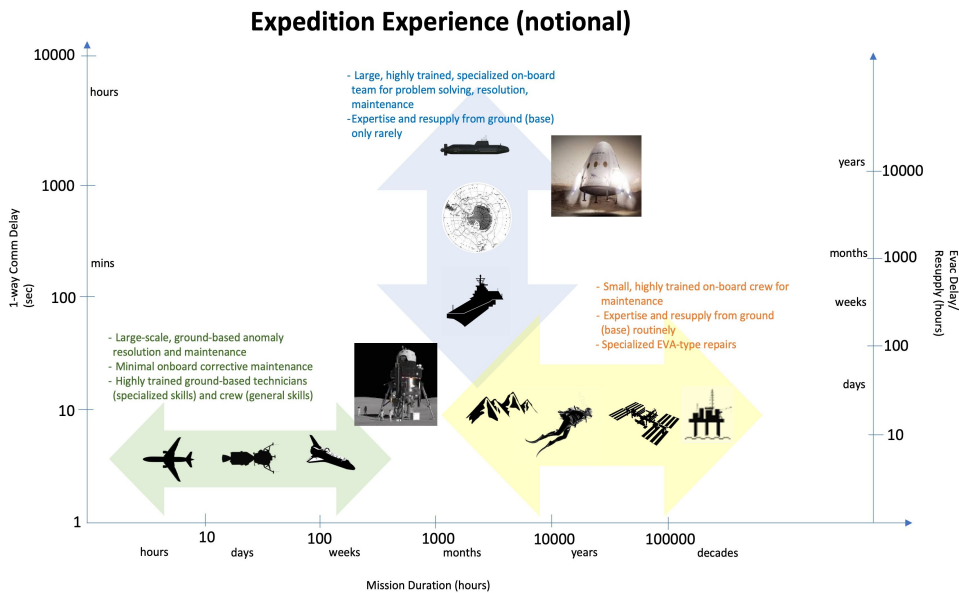 Expedition Experience (notional)
10000
hours
1000
mins
100
10
1
1-way Comm Delay
(sec)
- Large, highly trained, specialized on-board
team for problem solving, resolution,
maintenance
-Expertise and resupply from ground (base)
only rarely
- Large-scale, ground-based anomaly
resolution and maintenance
- Minimal onboard corrective maintenance
- Highly trained ground-based technicians
(specialized skills) and crew (general skills)
- Small, highly trained on-board crew for
maintenance
- Expertise and resupply from ground
(base) routinely
- Specialized EVA-type repairs
years
10000
months
1000
weeks
100
days
10
Evac Delay/
Resupply (hours)
10
100
1000
10000
100000
hours
days
weeks
months
years
decades
Mission Duration (hours)